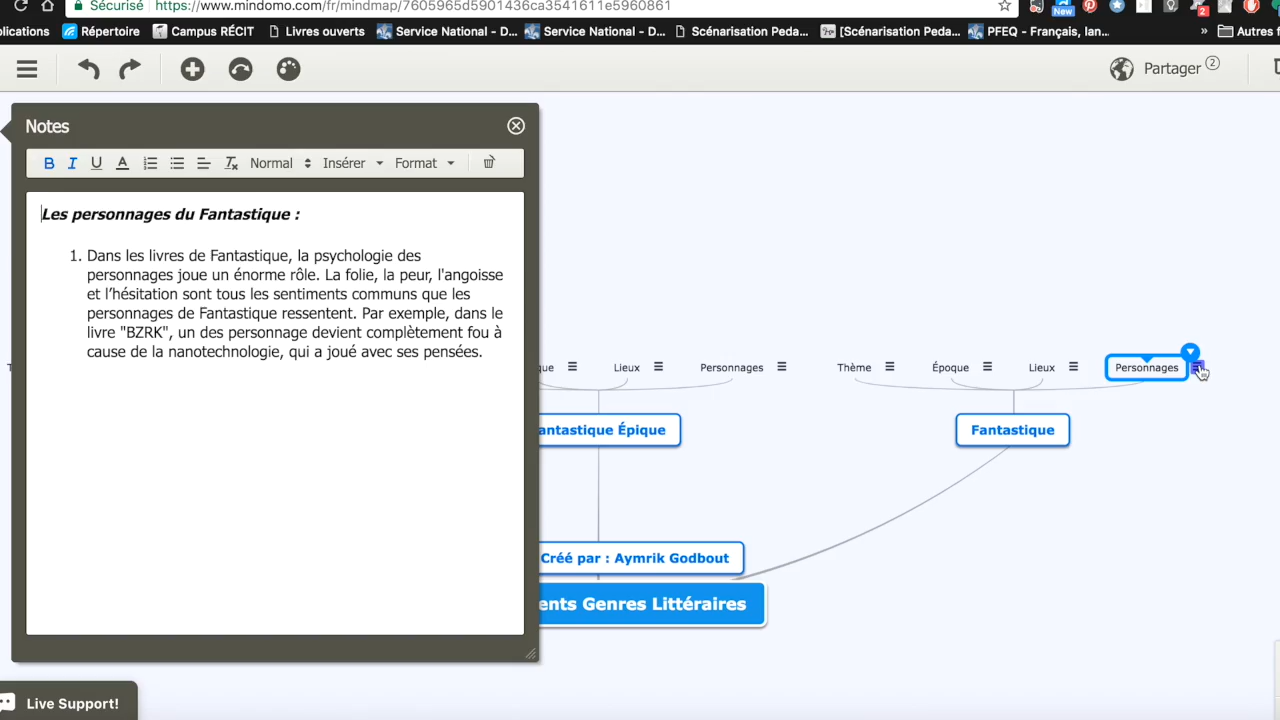 Sécurisé https://www.mindomo.com/fr/mindmap/7605965d5901436ca3541611e5960861
plications Répertoire Campus RÉCIT Livres ouverts Service National - D... Service National - D... Scénarisation Peda... [Scénarisation Peda... PFEQ - Français, lan... » Autres f
New 2
Partager 2
Notes
B I U A Normal Insérer Format
Les personnages du Fantastique :
1. Dans les livres de Fantastique, la psychologie des
personnages joue un énorme rôle. La folie, la peur, l'angoisse
et l'hésitation sont tous les sentiments communs que les
personnages de Fantastique ressentent. Par exemple, dans le
livre "BZRK", un des personnage devient complètement fou à
cause de la nanotechnologie, qui a joué avec ses pensées.
T
que Lieux Personnages Thème Époque Lieux Personnages
antastique Épique Fantastique
Créé par : Aymrik Godbout
ents Genres Littéraires
Live Support!